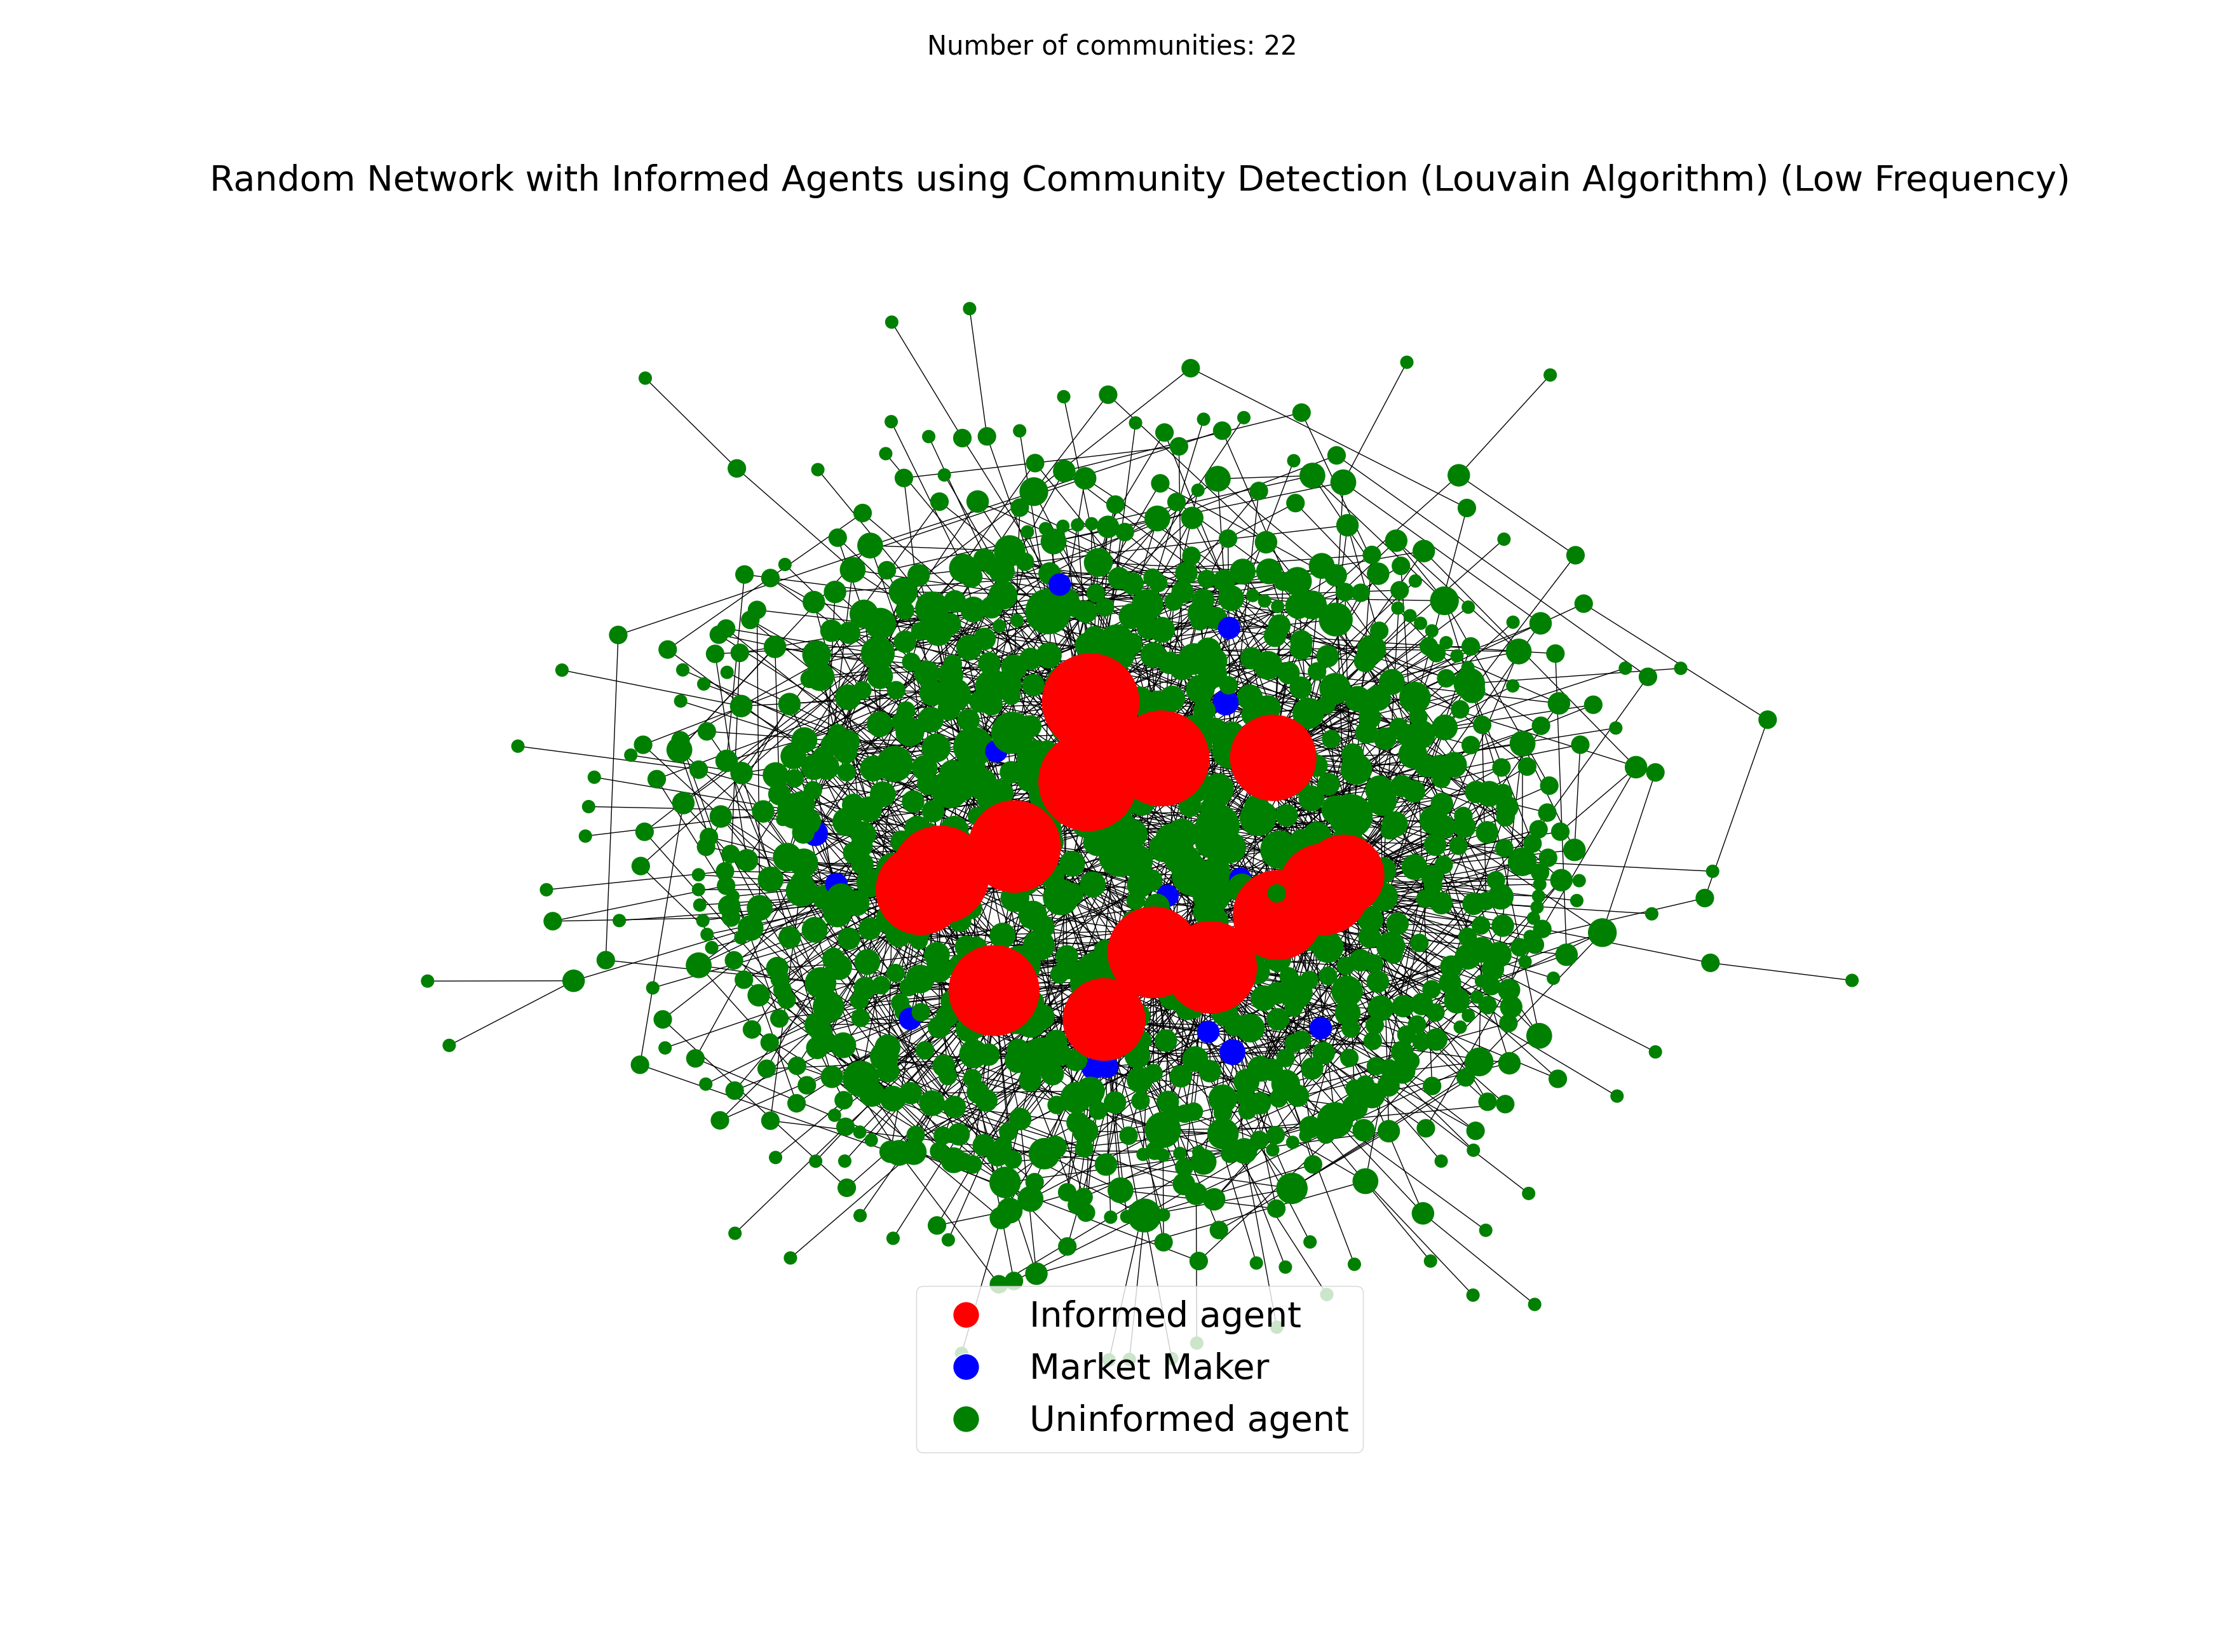 Number of communities: 22
Random Network with Informed Agents using Community Detection (Louvain Algorithm) (Low Frequency)
Informed agent
Market Maker
Uninformed agent